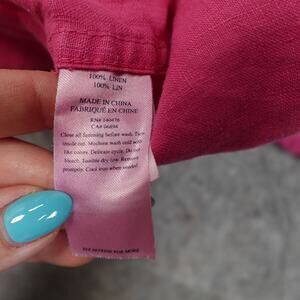 100% LINEN
100% LIN
MADE IN CHINA
FABRIQUÉ EN CHINE
RN# 140476
CA# 06894
Close all fastening before wash. Turn
inside out. Machine wash cold with
like colors. Delicate cycle. Do not
bleach. Tumble dry low. Remove
promptly. Cool iron when needed.
SEE REVERSE FOR MORE